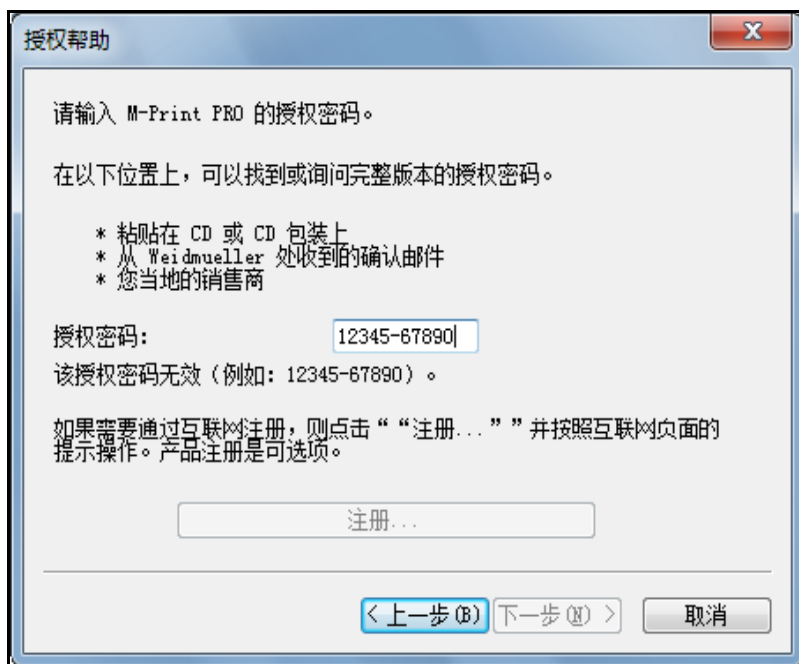 授权帮助
请输入 M-Print PRO 的授权密码。
在以下位置上，可以找到或询问完整版本的授权密码。
* 粘贴在 CD 或 CD 包装上
* 从 Weidmueller 处收到的确认邮件
* 您当地的销售商
授权密码：
12345-67890
该授权密码无效（例如：12345-67890）。
如果需要通过互联网注册，则点击““注册...””并按照互联网页面的
提示操作。产品注册是可选项。
注册...
< 上一步(B)
下一步(N) >
取消